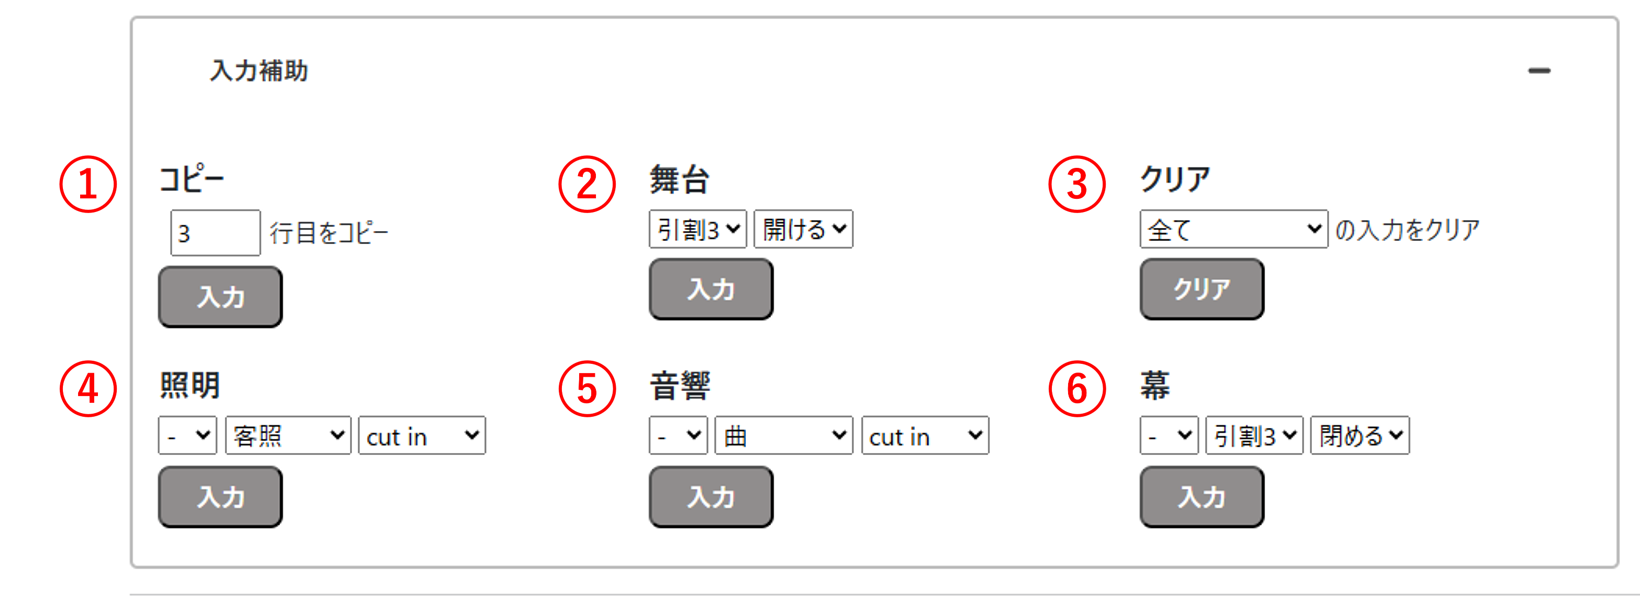 入力補助
① コピー
3 行目をコピー
入力
② 舞台
引割3 開ける
入力
③ クリア
全て の入力をクリア
クリア
④ 照明
- 客照 cut in
入力
⑤ 音響
- 曲 cut in
入力
⑥ 幕
- 引割3 閉める
入力